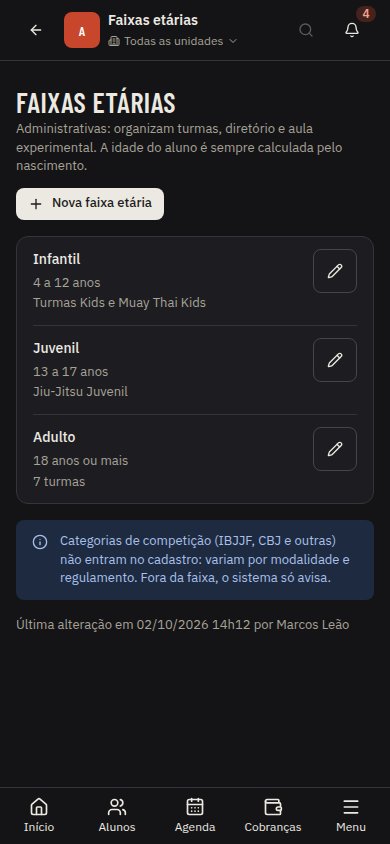 A
Faixas etárias
Todas as unidades
4
FAIXAS ETÁRIAS
Administrativas: organizam turmas, diretório e aula
experimental. A idade do aluno é sempre calculada pelo
nascimento.
Nova faixa etária
Infantil
4 a 12 anos
Turmas Kids e Muay Thai Kids
Juvenil
13 a 17 anos
Jiu-Jitsu Juvenil
Adulto
18 anos ou mais
7 turmas
Categorias de competição (IBJJF, CBJ e outras)
não entram no cadastro: variam por modalidade e
regulamento. Fora da faixa, o sistema só avisa.
Última alteração em 02/10/2026 14h12 por Marcos Leão
Início
Alunos
Agenda
Cobranças
Menu